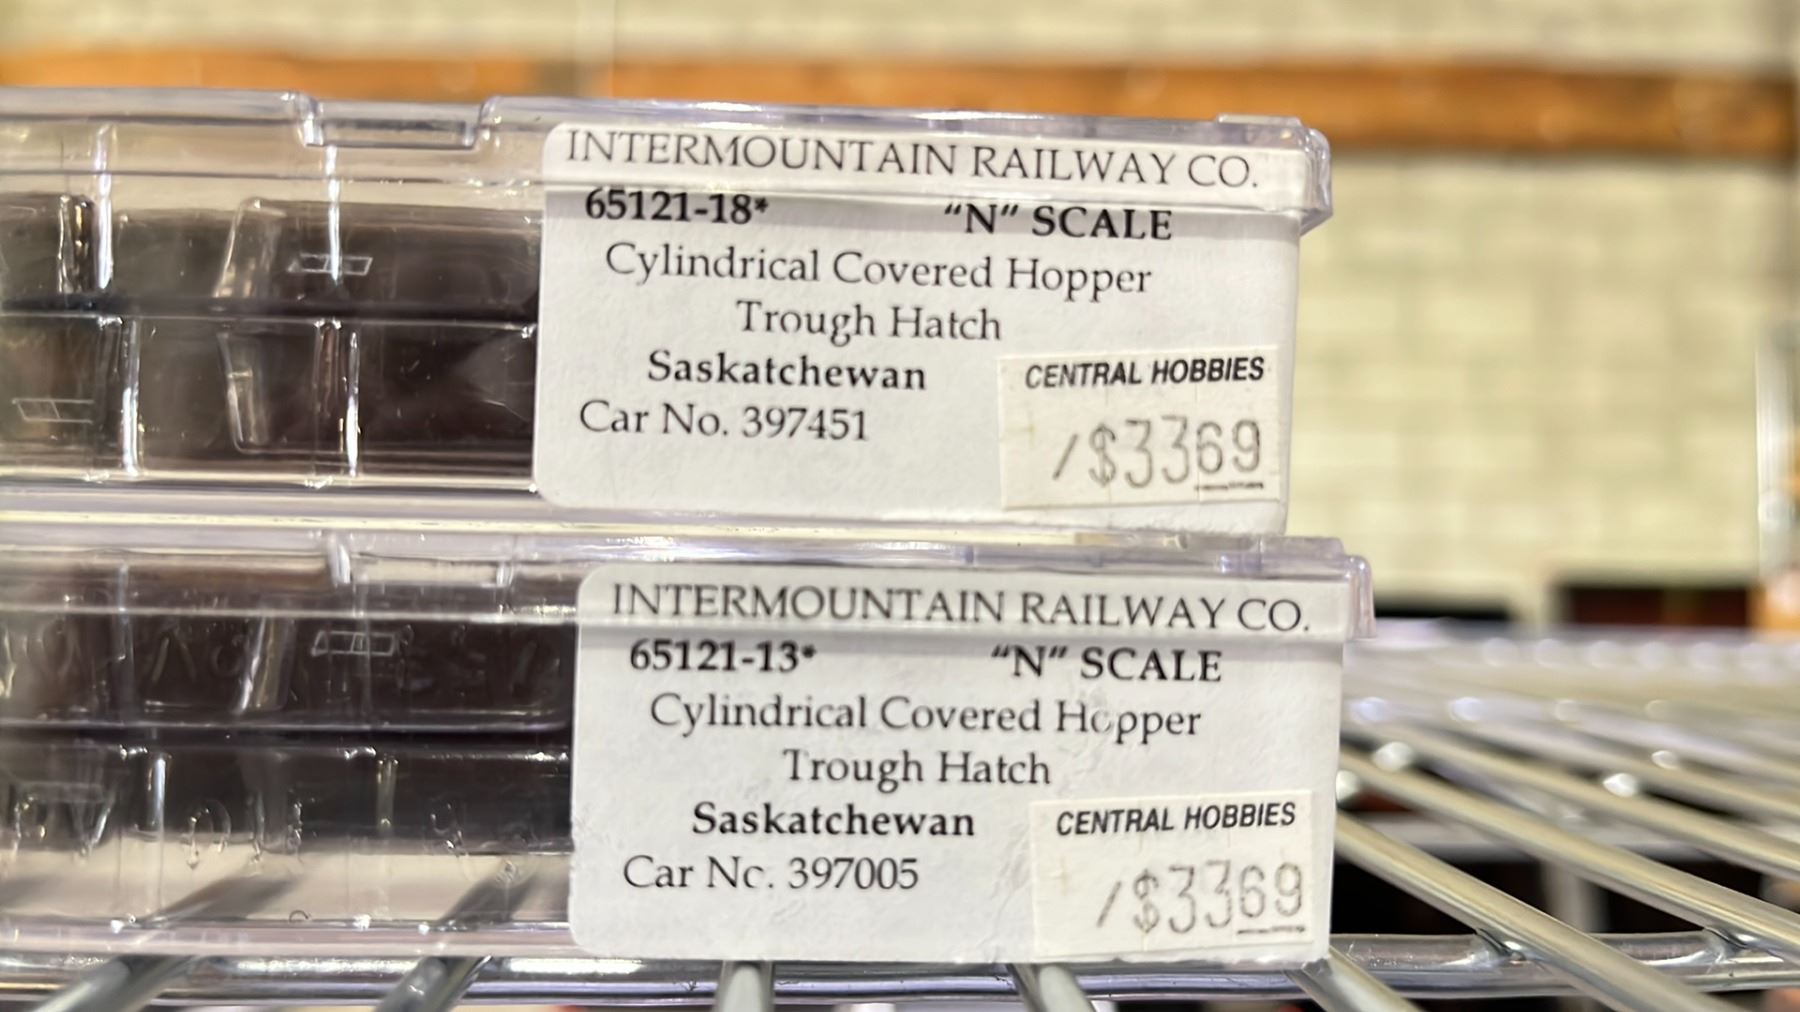 INTERMOUNTAIN RAILWAY CO.
65121-18* "N" SCALE
Cylindrical Covered Hopper
Trough Hatch
Saskatchewan
Car No. 397451
CENTRAL HOBBIES
/$3369
INTERMOUNTAIN RAILWAY CO.
65121-13* "N" SCALE
Cylindrical Covered Hopper
Trough Hatch
Saskatchewan
Car No. 397005
CENTRAL HOBBIES
/$3369